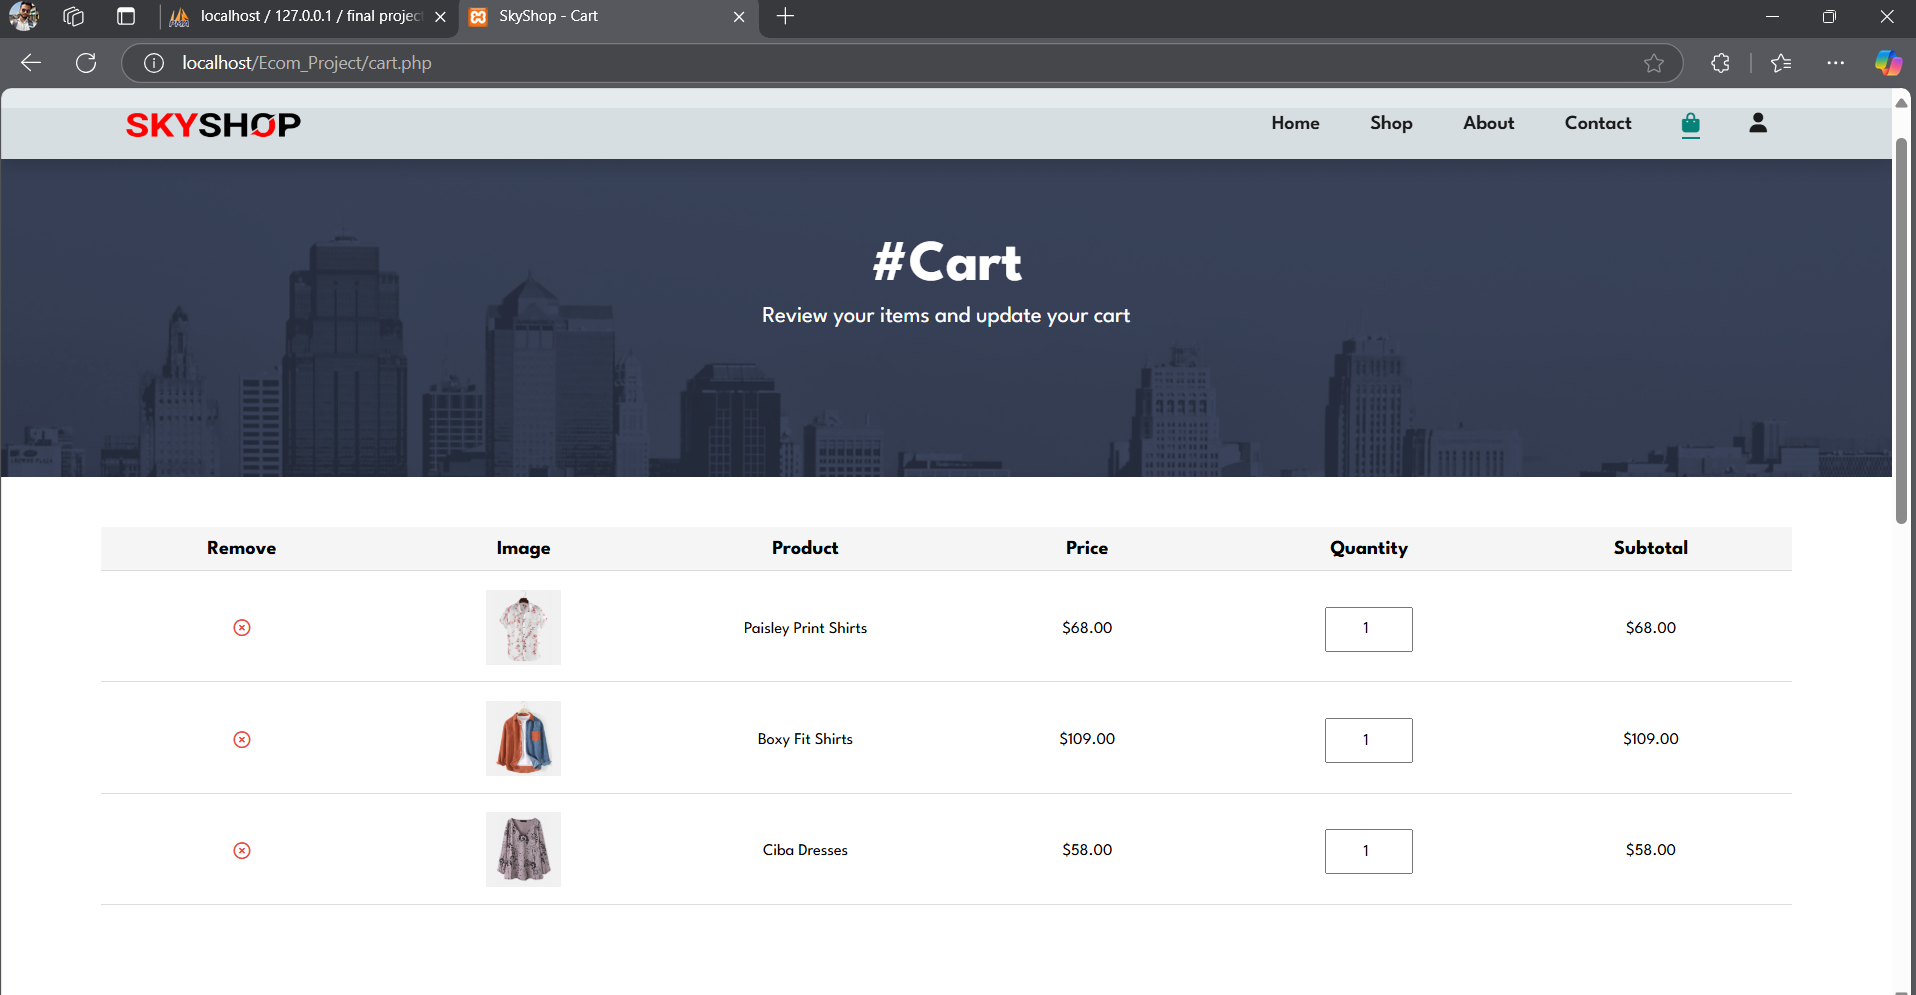 localhost / 127.0.0.1 / final project
SkyShop - Cart
localhost/Ecom_Project/cart.php
SKYSHOP
Home Shop About Contact
#Cart
Review your items and update your cart
Remove Image Product Price Quantity Subtotal
Paisley Print Shirts $68.00 1 $68.00
Boxy Fit Shirts $109.00 1 $109.00
Ciba Dresses $58.00 1 $58.00